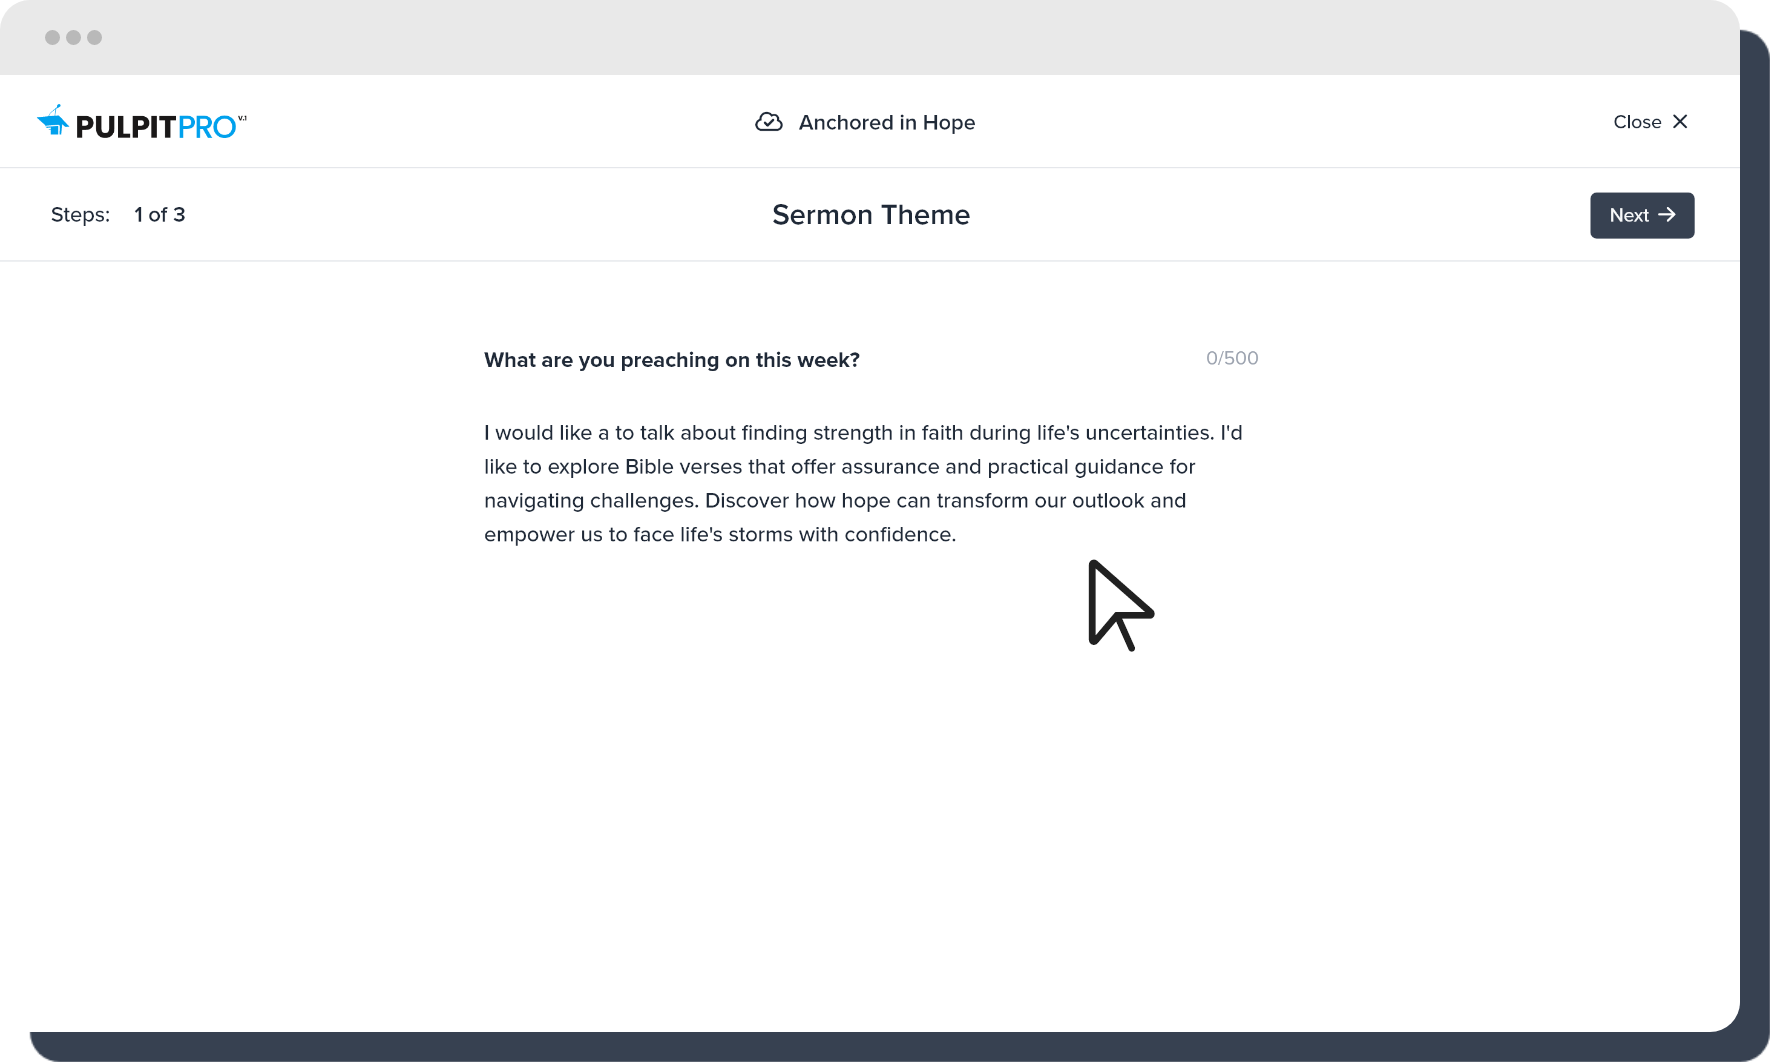 PULPITPRO V.1
Anchored in Hope
Close
Steps: 1 of 3
Sermon Theme
Next
What are you preaching on this week?
0/500
I would like a to talk about finding strength in faith during life's uncertainties. I'd
like to explore Bible verses that offer assurance and practical guidance for
navigating challenges. Discover how hope can transform our outlook and
empower us to face life's storms with confidence.